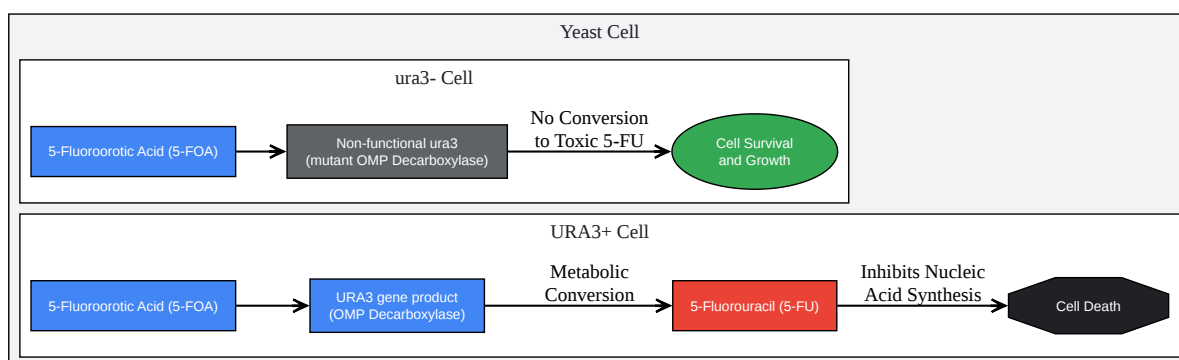 Yeast Cell
ura3- Cell
5-Fluoroorotic Acid (5-FOA)
Non-functional ura3
(mutant OMP Decarboxylase)
No Conversion
to Toxic 5-FU
Cell Survival
and Growth
URA3+ Cell
5-Fluoroorotic Acid (5-FOA)
URA3 gene product
(OMP Decarboxylase)
Metabolic
Conversion
5-Fluorouracil (5-FU)
Inhibits Nucleic
Acid Synthesis
Cell Death